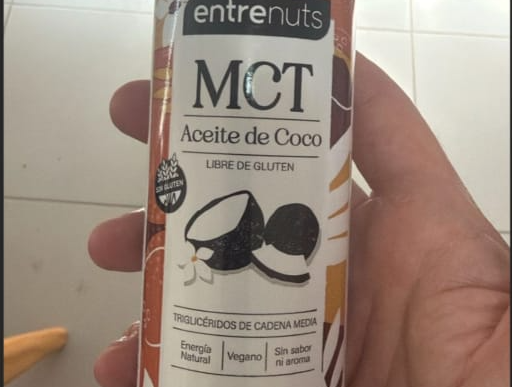 entrenuts
MCT
Aceite de Coco
LIBRE DE GLUTEN
SIN GLUTEN
TRIGLICÉRIDOS DE CADENA MEDIA
Energía Natural
Vegano
Sin sabor ni aroma